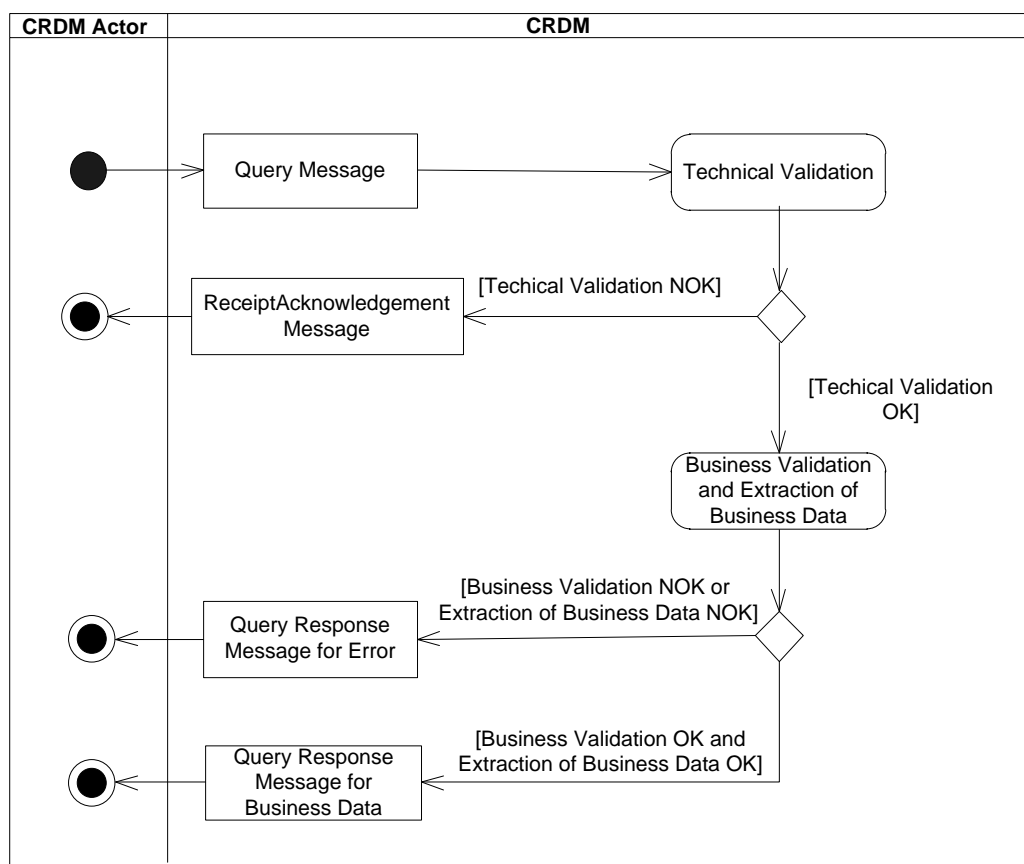 CRDM Actor
CRDM
Query Message
Technical Validation
[Techical Validation NOK]
ReceiptAcknowledgement
Message
[Techical Validation
OK]
Business Validation
and Extraction of
Business Data
[Business Validation NOK or
Extraction of Business Data NOK]
Query Response
Message for Error
[Business Validation OK and
Extraction of Business Data OK]
Query Response
Message for
Business Data